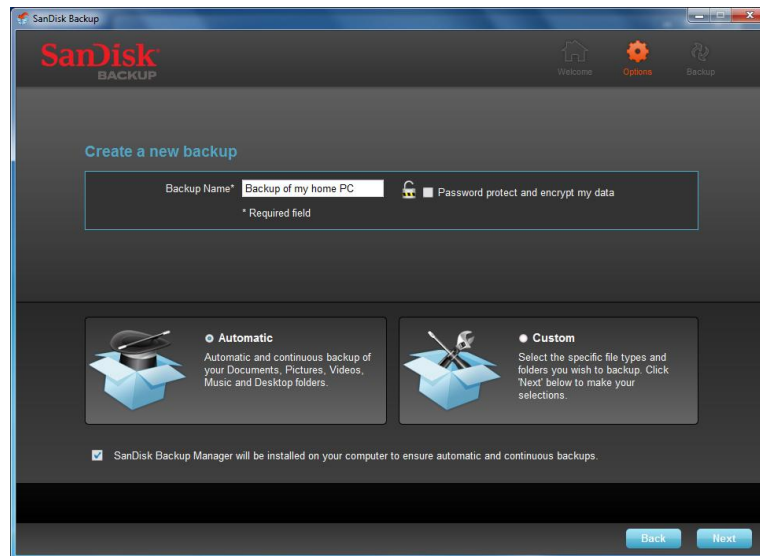 SanDisk Backup
SanDisk
BACKUP
Welcome
Options
Backup
Create a new backup
Backup Name* Backup of my home PC
Password protect and encrypt my data
* Required field
Automatic
Automatic and continuous backup of
your Documents, Pictures, Videos,
Music and Desktop folders.
Custom
Select the specific file types and
folders you wish to backup. Click
'Next' below to make your
selections.
SanDisk Backup Manager will be installed on your computer to ensure automatic and continuous backups.
Back
Next